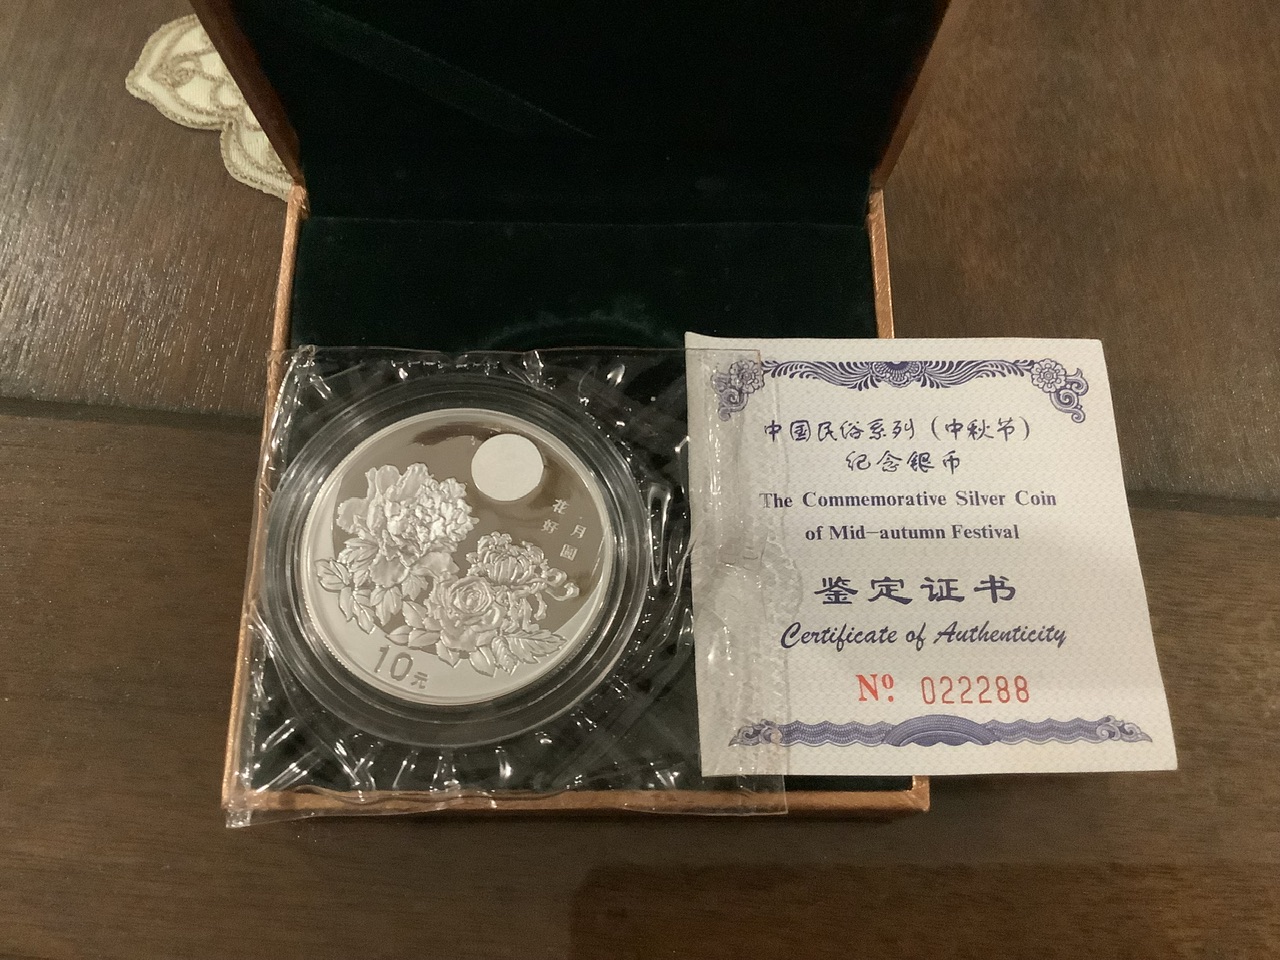 花好
月圓
10元
中国民俗系列（中秋节）
纪念银币
The Commemorative Silver Coin
of Mid-autumn Festival
鉴定证书
Certificate of Authenticity
Nº. 022288